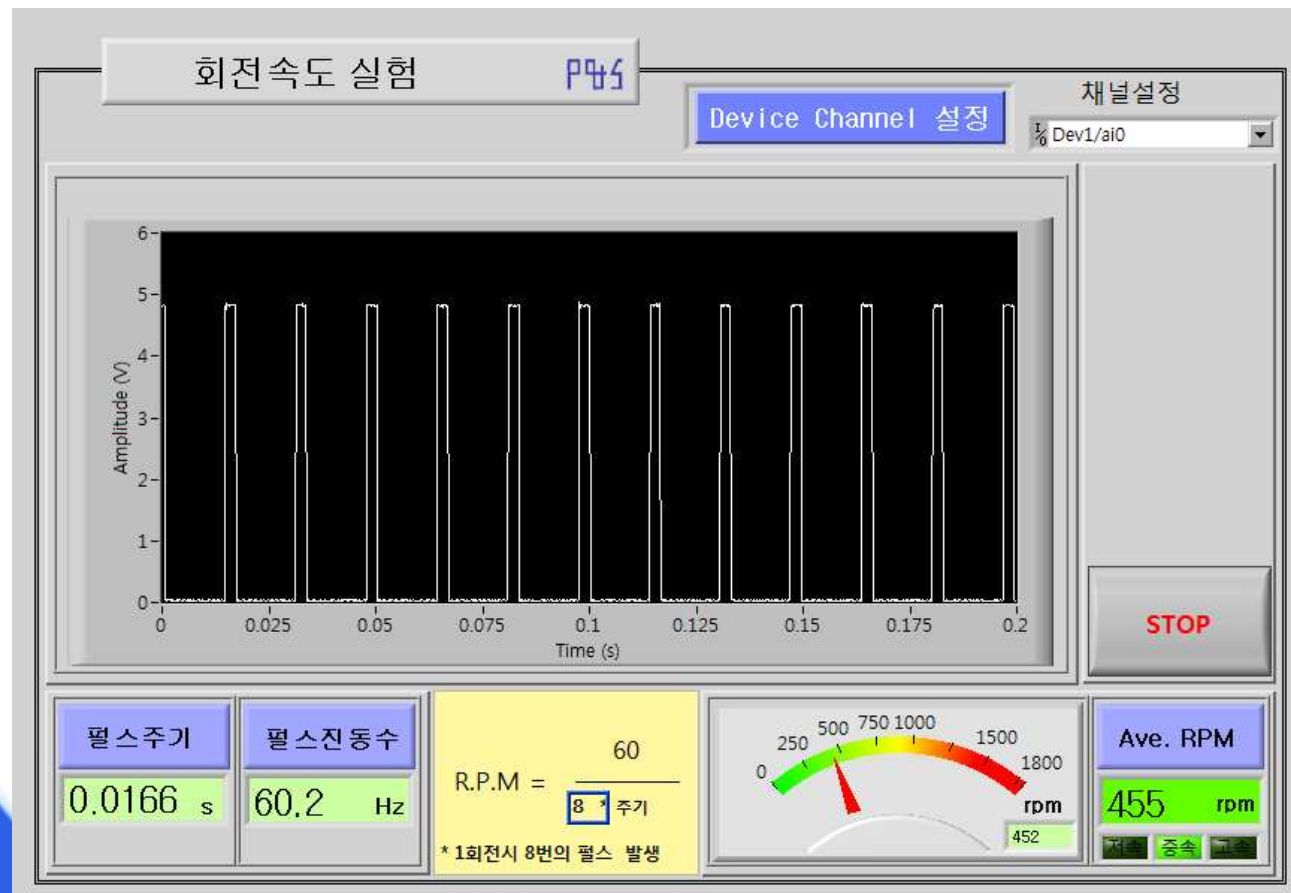 회전속도 실험
Device Channel 설정
채널설정
Dev1/ai0
6
5
4
3
2
1
0
Amplitude (V)
0 0.025 0.05 0.075 0.1 0.125 0.15 0.175 0.2
Time (s)
STOP
펄스주기
0.0166 s
펄스진동수
60.2 Hz
R.P.M = 60
8 * 주기
* 1회전시 8번의 펄스 발생
0 250 500 750 1000 1500 1800
rpm
452
Ave. RPM
455 rpm
저속 중속 고속